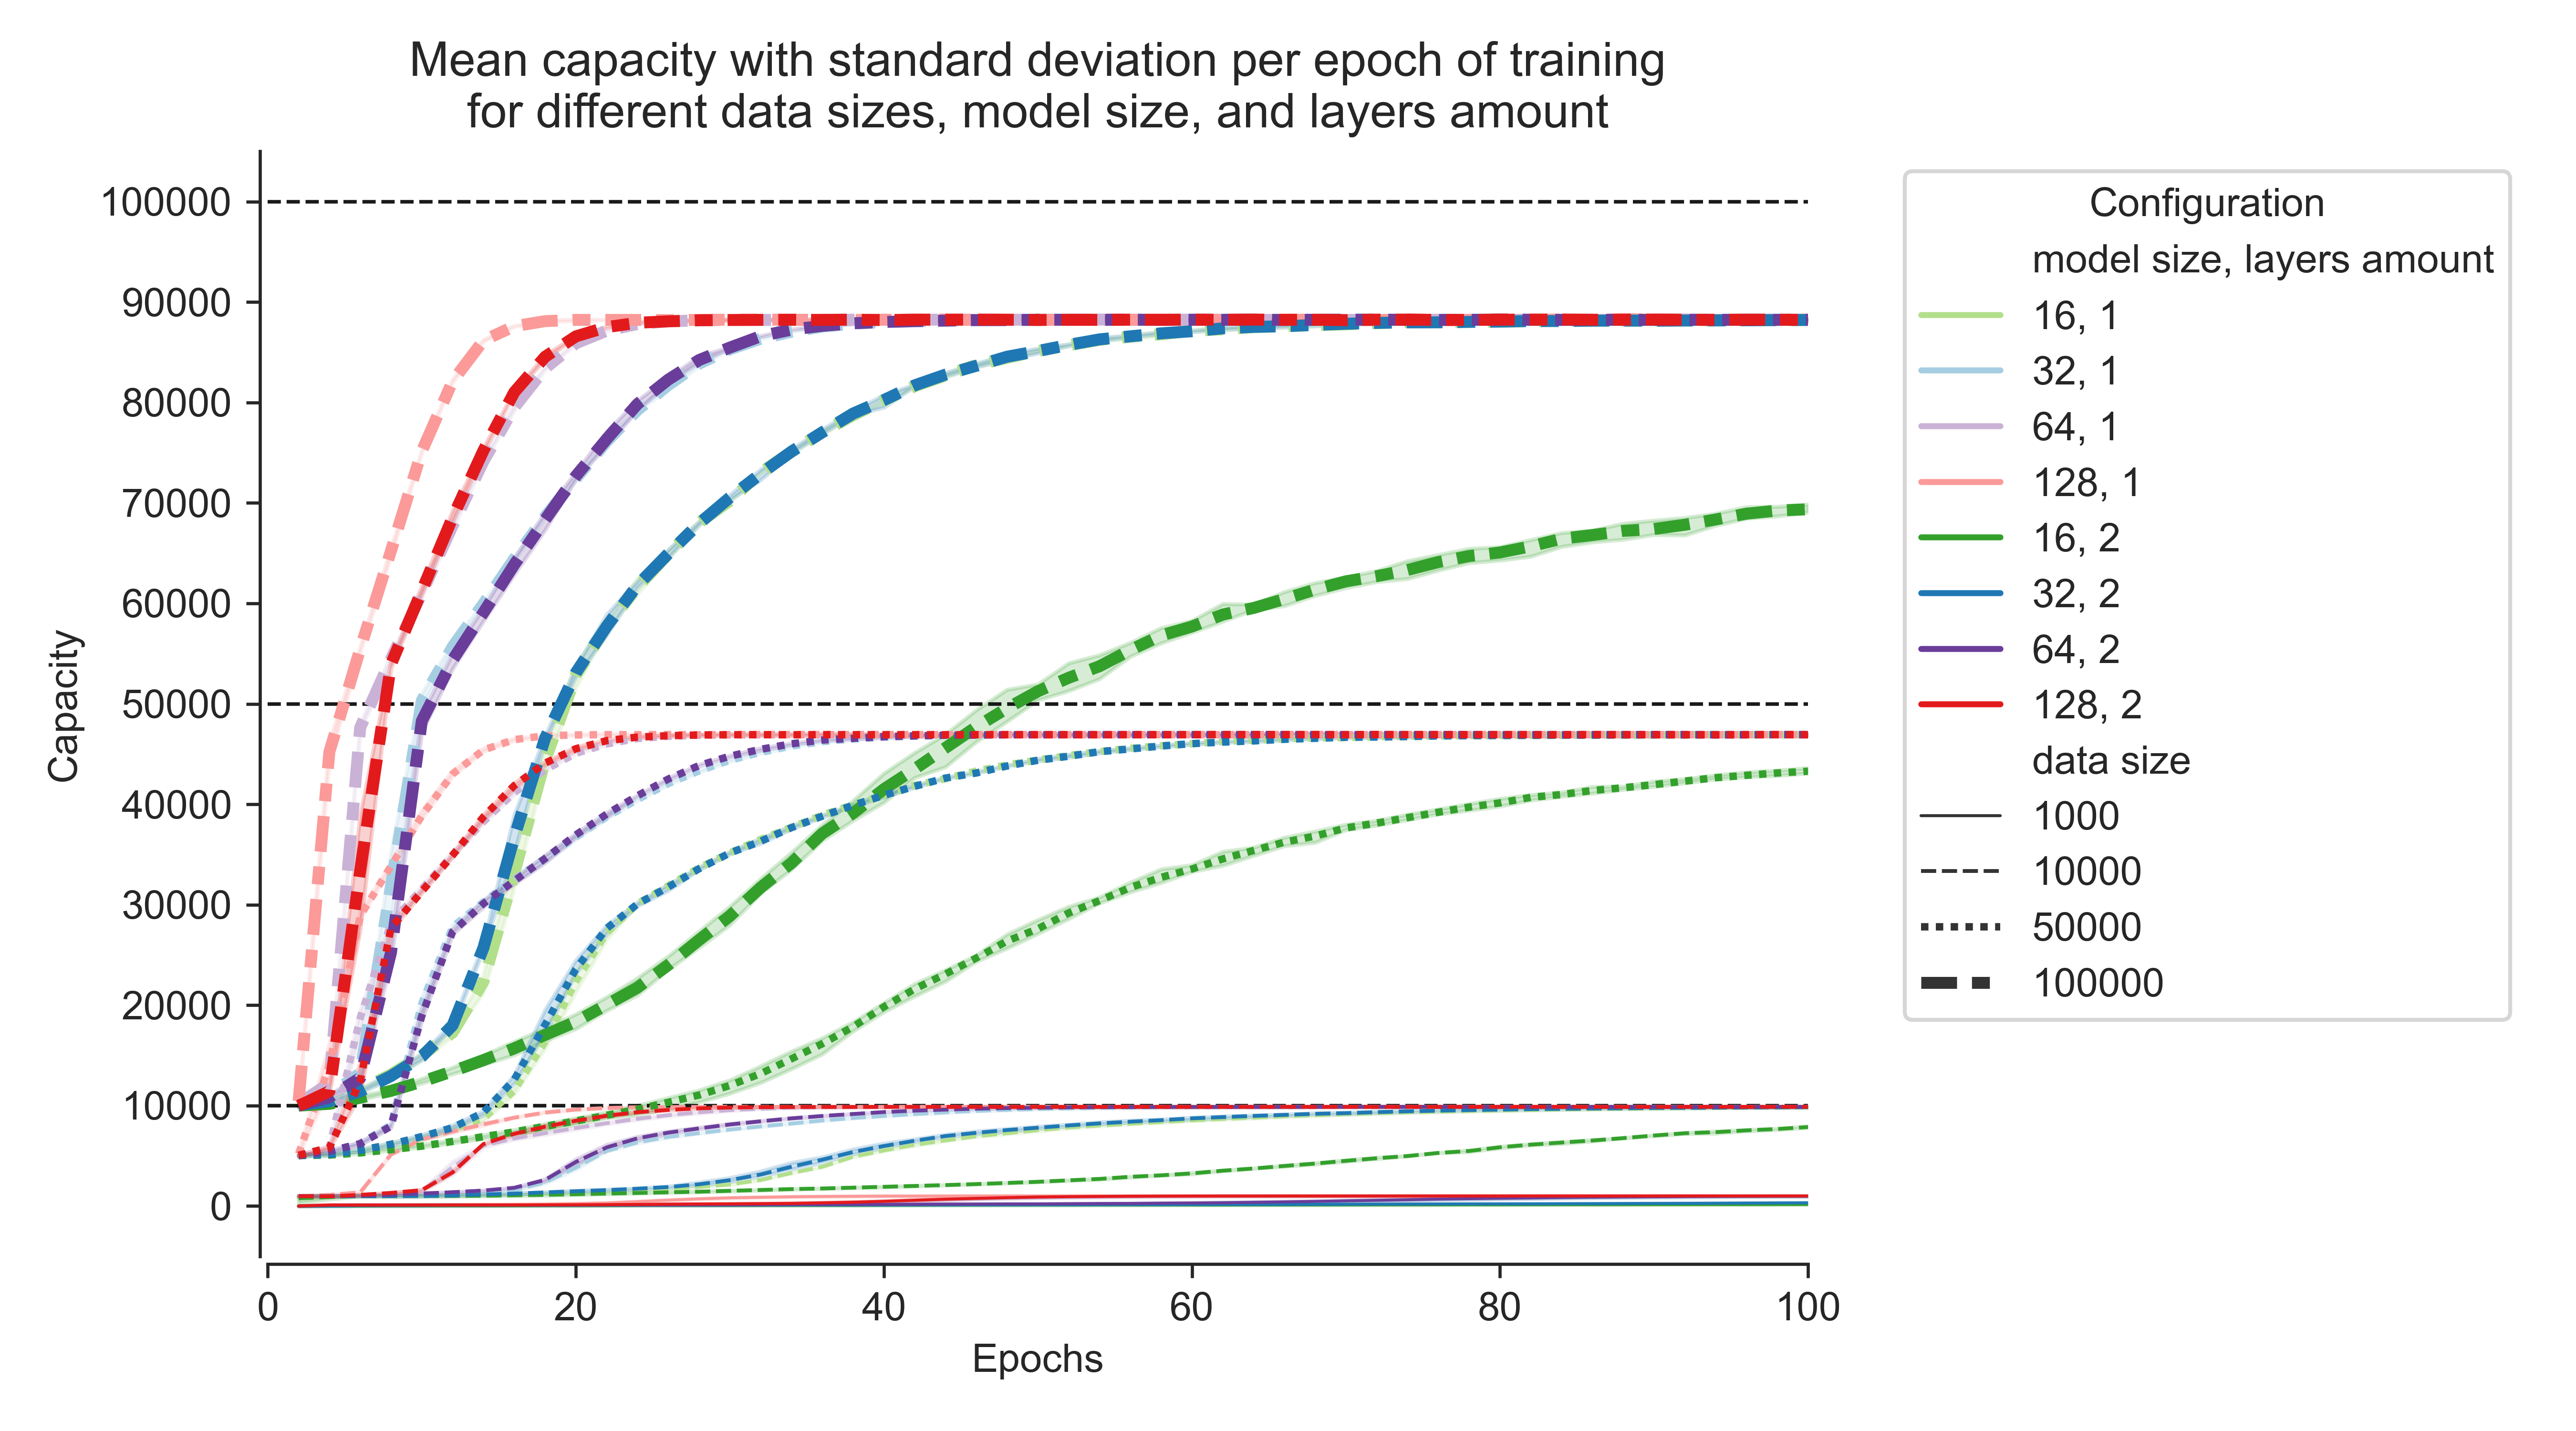 Mean capacity with standard deviation per epoch of training
for different data sizes, model size, and layers amount
100000
90000
80000
70000
60000
50000
40000
30000
20000
10000
0
Capacity
0 20 40 60 80 100
Epochs
Configuration
model size, layers amount
16, 1
32, 1
64, 1
128, 1
16, 2
32, 2
64, 2
128, 2
data size
1000
10000
50000
100000